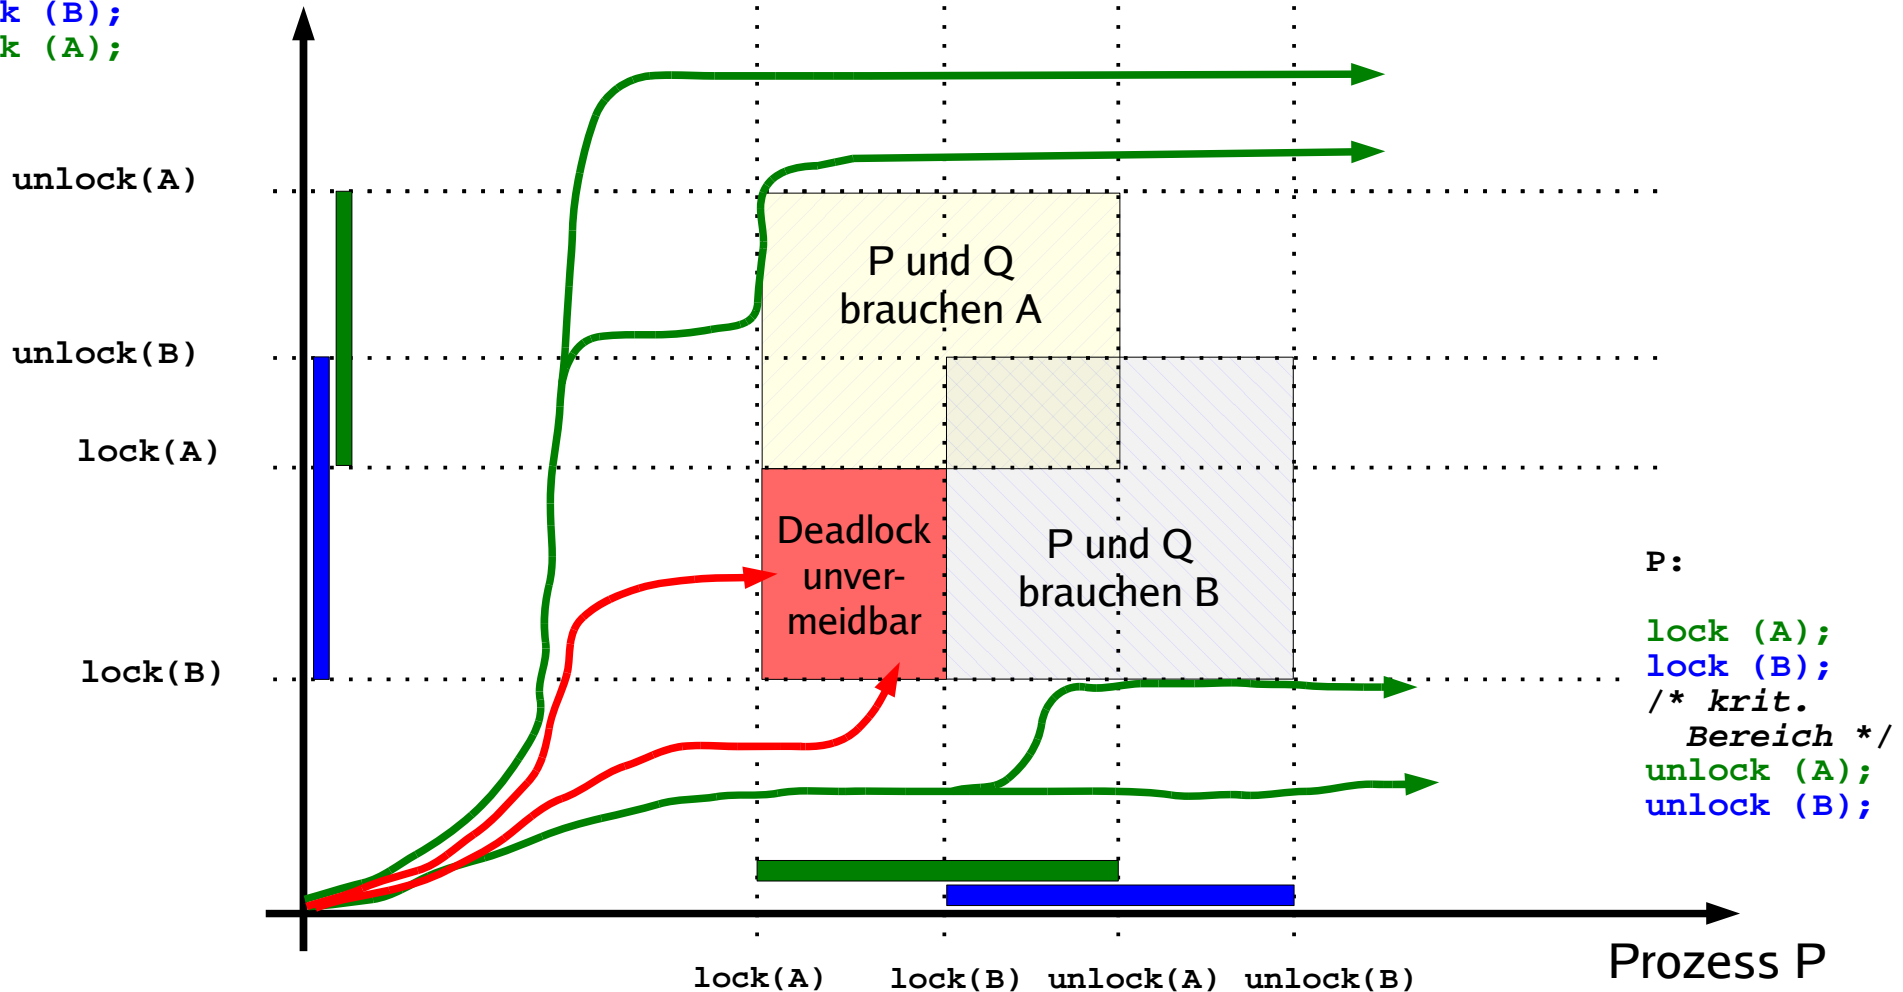 k (B);
k (A);
unlock(A)
unlock(B)
lock(A)
lock(B)
P und Q
brauchen A
Deadlock
unver-
meidbar
P und Q
brauchen B
P:
lock (A);
lock (B);
/* krit.
Bereich */
unlock (A);
unlock (B);
lock(A)
lock(B)
unlock(A)
unlock(B)
Prozess P